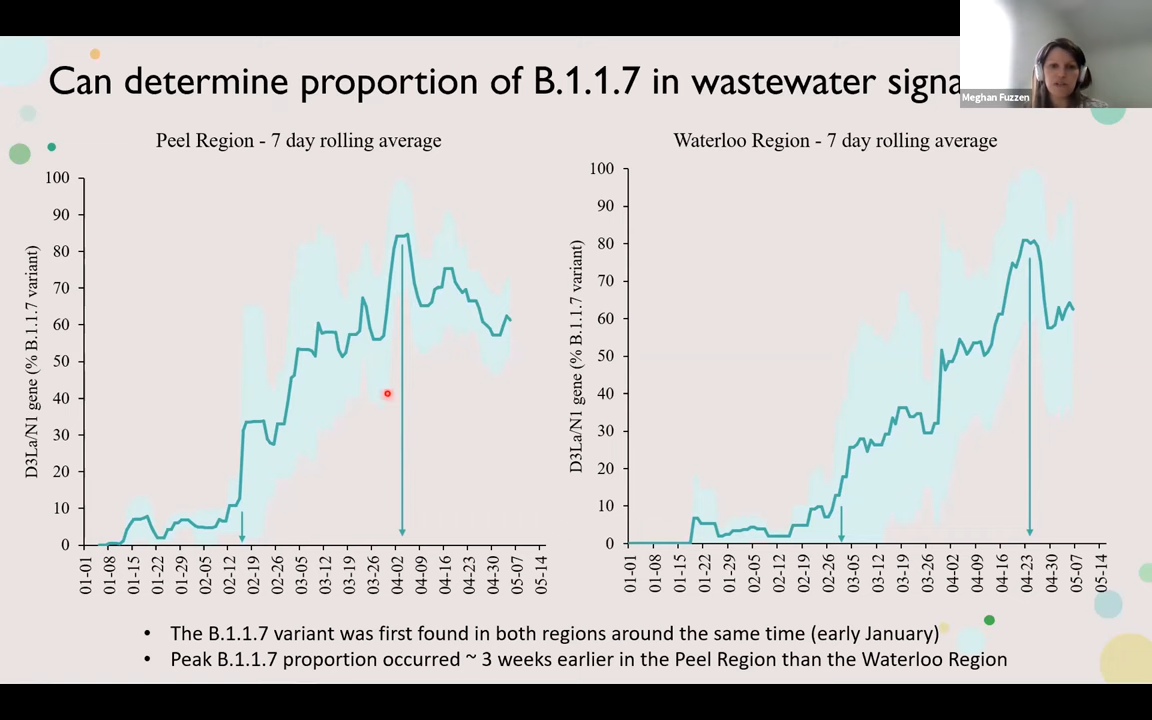 Can determine proportion of B.1.1.7 in wastewater signa
Meghan Fuzzen
Peel Region - 7 day rolling average
D3La/N1 gene (% B.1.1.7 variant)
100
90
80
70
60
50
40
30
20
10
0
01-01 01-08 01-15 01-22 01-29 02-05 02-12 02-19 02-26 03-05 03-12 03-19 03-26 04-02 04-09 04-16 04-23 04-30 05-07 05-14
Waterloo Region - 7 day rolling average
D3La/N1 gene (% B.1.1.7 variant)
100
90
80
70
60
50
40
30
20
10
0
01-01 01-08 01-15 01-22 01-29 02-05 02-12 02-19 02-26 03-05 03-12 03-19 03-26 04-02 04-09 04-16 04-23 04-30 05-07 05-14
• The B.1.1.7 variant was first found in both regions around the same time (early January)
• Peak B.1.1.7 proportion occurred ~ 3 weeks earlier in the Peel Region than the Waterloo Region